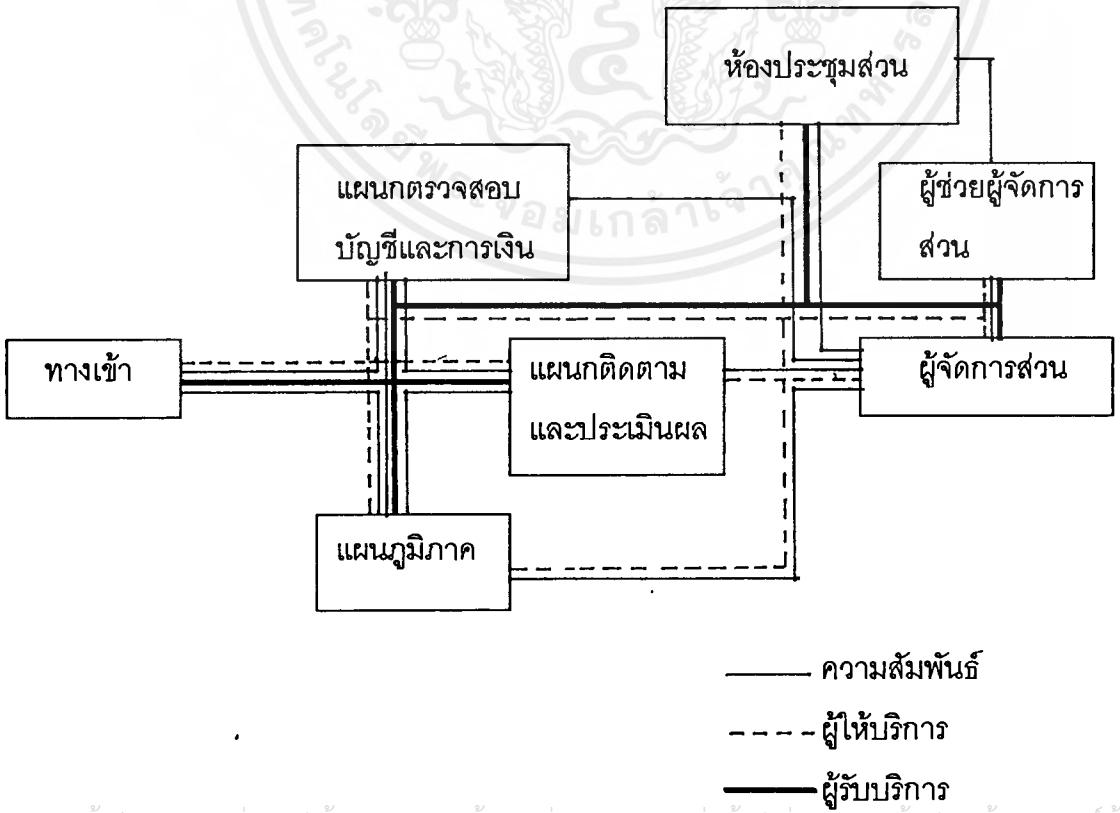 ห้องประชุมส่วน
แผนกตรวจสอบ
บัญชีและการเงิน
ผู้ช่วยผู้จัดการ
ส่วน
ทางเข้า
แผนกติดตาม
และประเมินผล
ผู้จัดการส่วน
แผนภูมิภาค
ความสัมพันธ์
ผู้ให้บริการ
ผู้รับบริการ